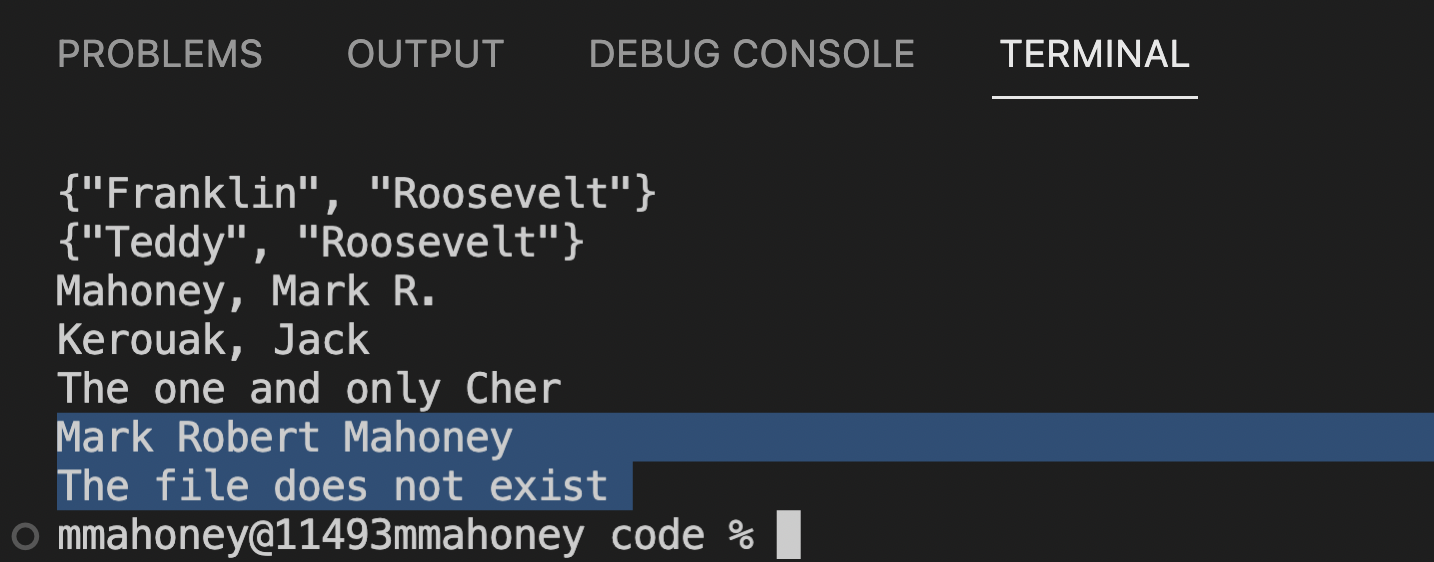 PROBLEMS OUTPUT DEBUG CONSOLE TERMINAL
{"Franklin", "Roosevelt"}
{"Teddy", "Roosevelt"}
Mahoney, Mark R.
Kerouak, Jack
The one and only Cher
Mark Robert Mahoney
The file does not exist
mmahoney@11493mmahoney code %